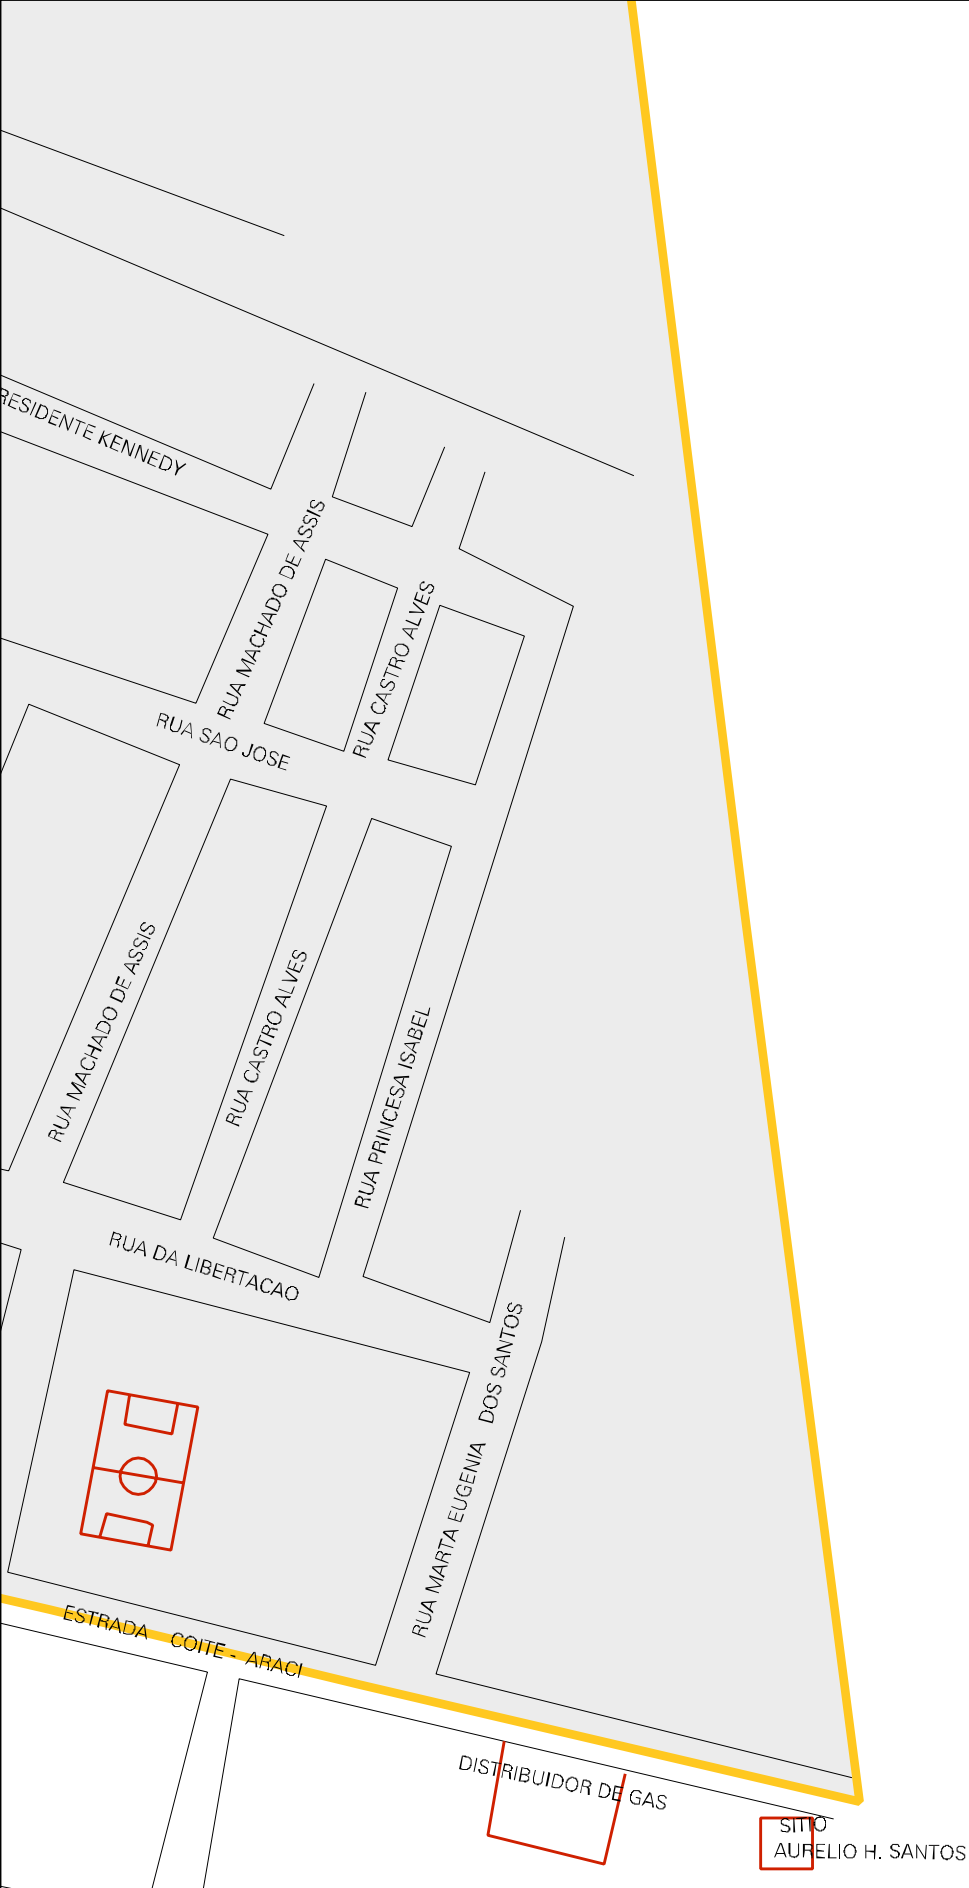 RESIDENTE KENNEDY
RUA MACHADO DE ASSIS
RUA CASTRO ALVES
RUA SAO JOSE
RUA MACHADO DE ASSIS
RUA CASTRO ALVES
RUA PRINCESA ISABEL
RUA DA LIBERTACAO
RUA MARTA EUGENIA DOS SANTOS
ESTRADA - COITE - ARACI
DISTRIBUIDOR DE GAS
SITIO
AURELIO H. SANTOS